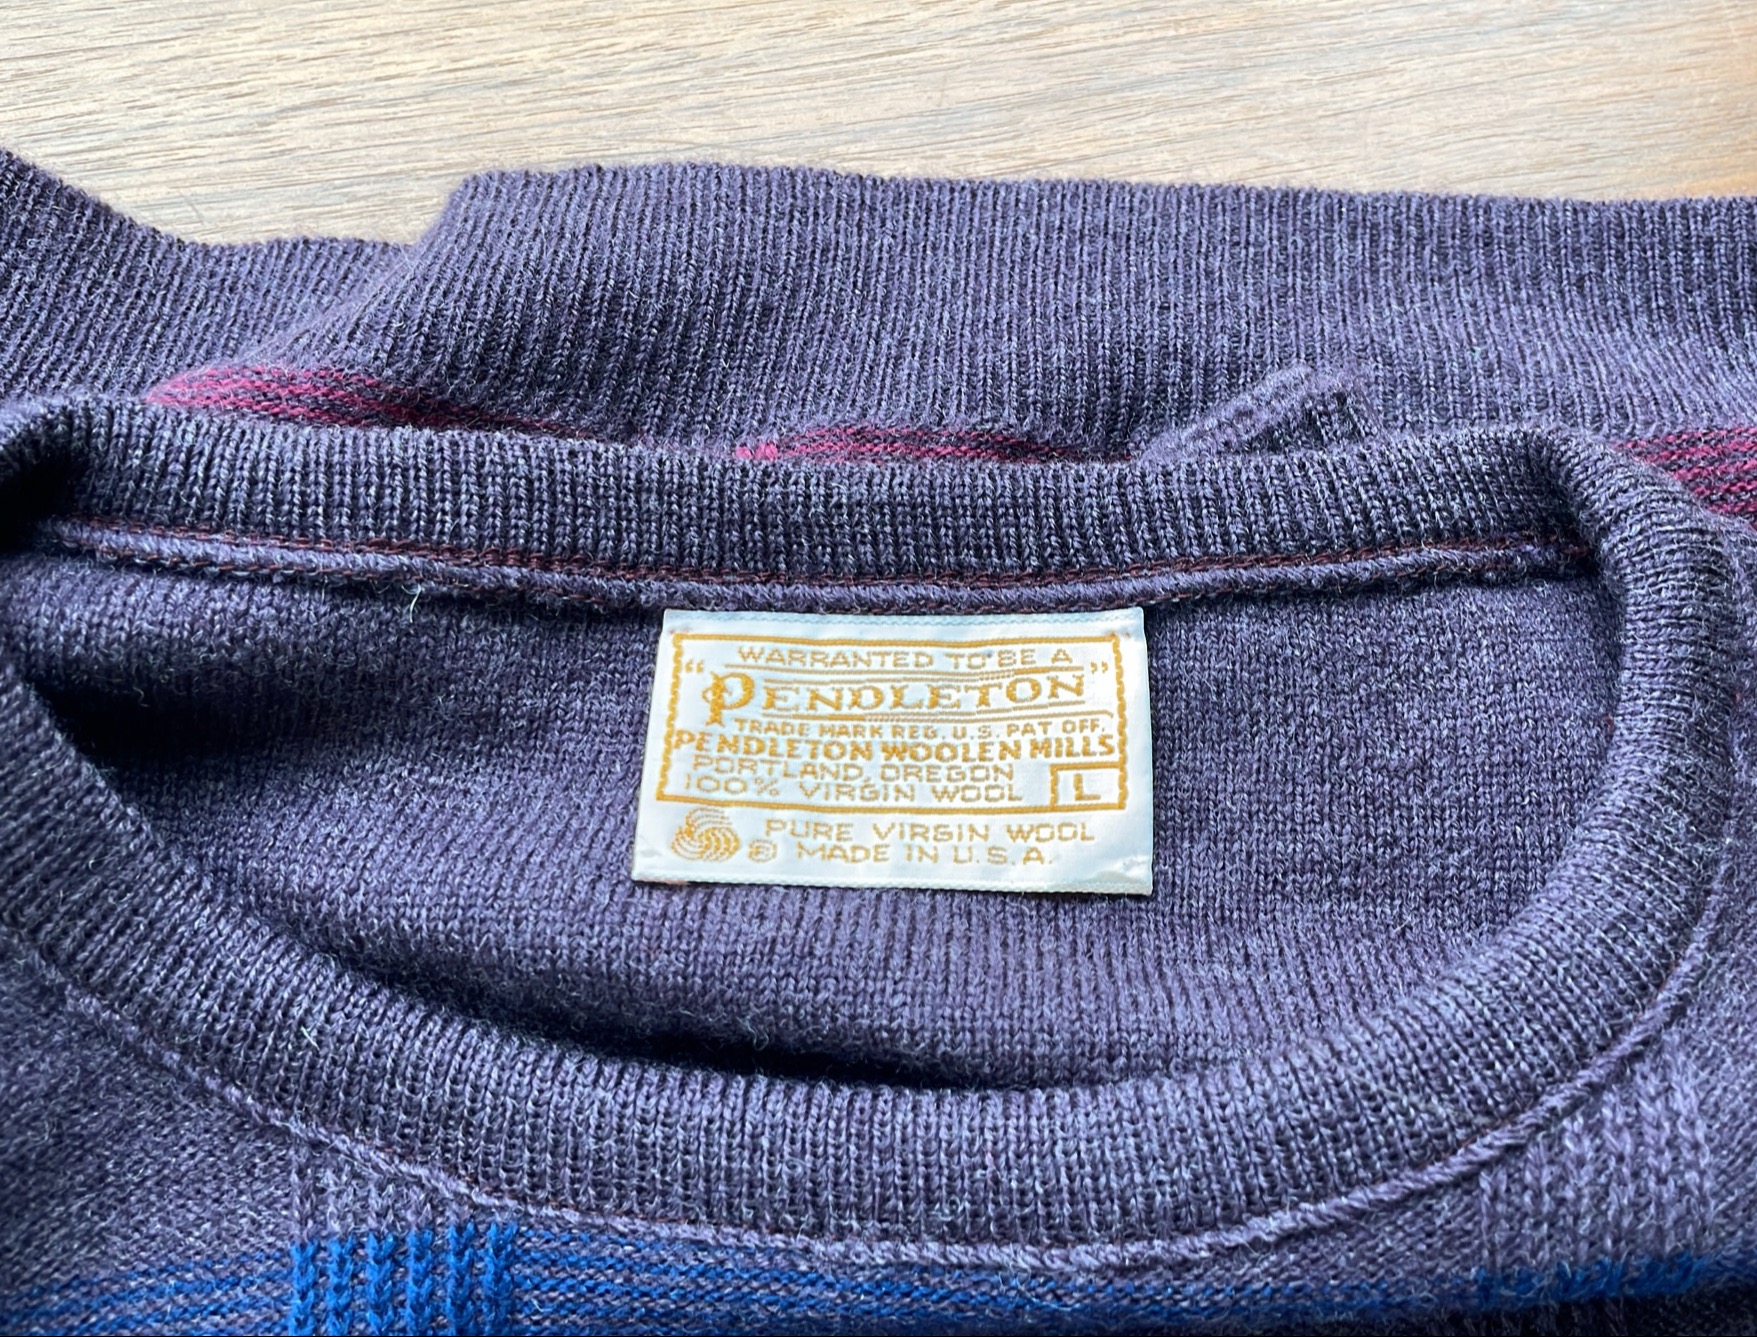 WARRANTED TO BE A
"PENDLETON"
TRADE MARK REG. U.S. PAT OFF.
PENDLETON WOOLEN MILLS
PORTLAND, OREGON
100% VIRGIN WOOL L
PURE VIRGIN WOOL
® MADE IN U.S.A.